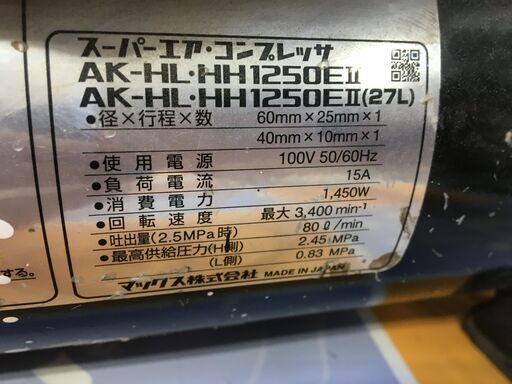 スーパーエア・コンプレッサ
AK-HL・HH1250EⅡ
AK-HL・HH1250EⅡ(27L)
●径×行程×数 60mm×25mm×1
40mm×10mm×1
●使用電源 100V 50/60Hz
●負荷電流 15A
●消費電力 1,450W
●回転速度 最大 3,400min⁻¹
●吐出量(2.5MPa時) 80ℓ/min
●最高供給圧力(H側) 2.45 MPa
(L側) 0.83 MPa
マックス株式会社 MADE IN JAPAN
する。